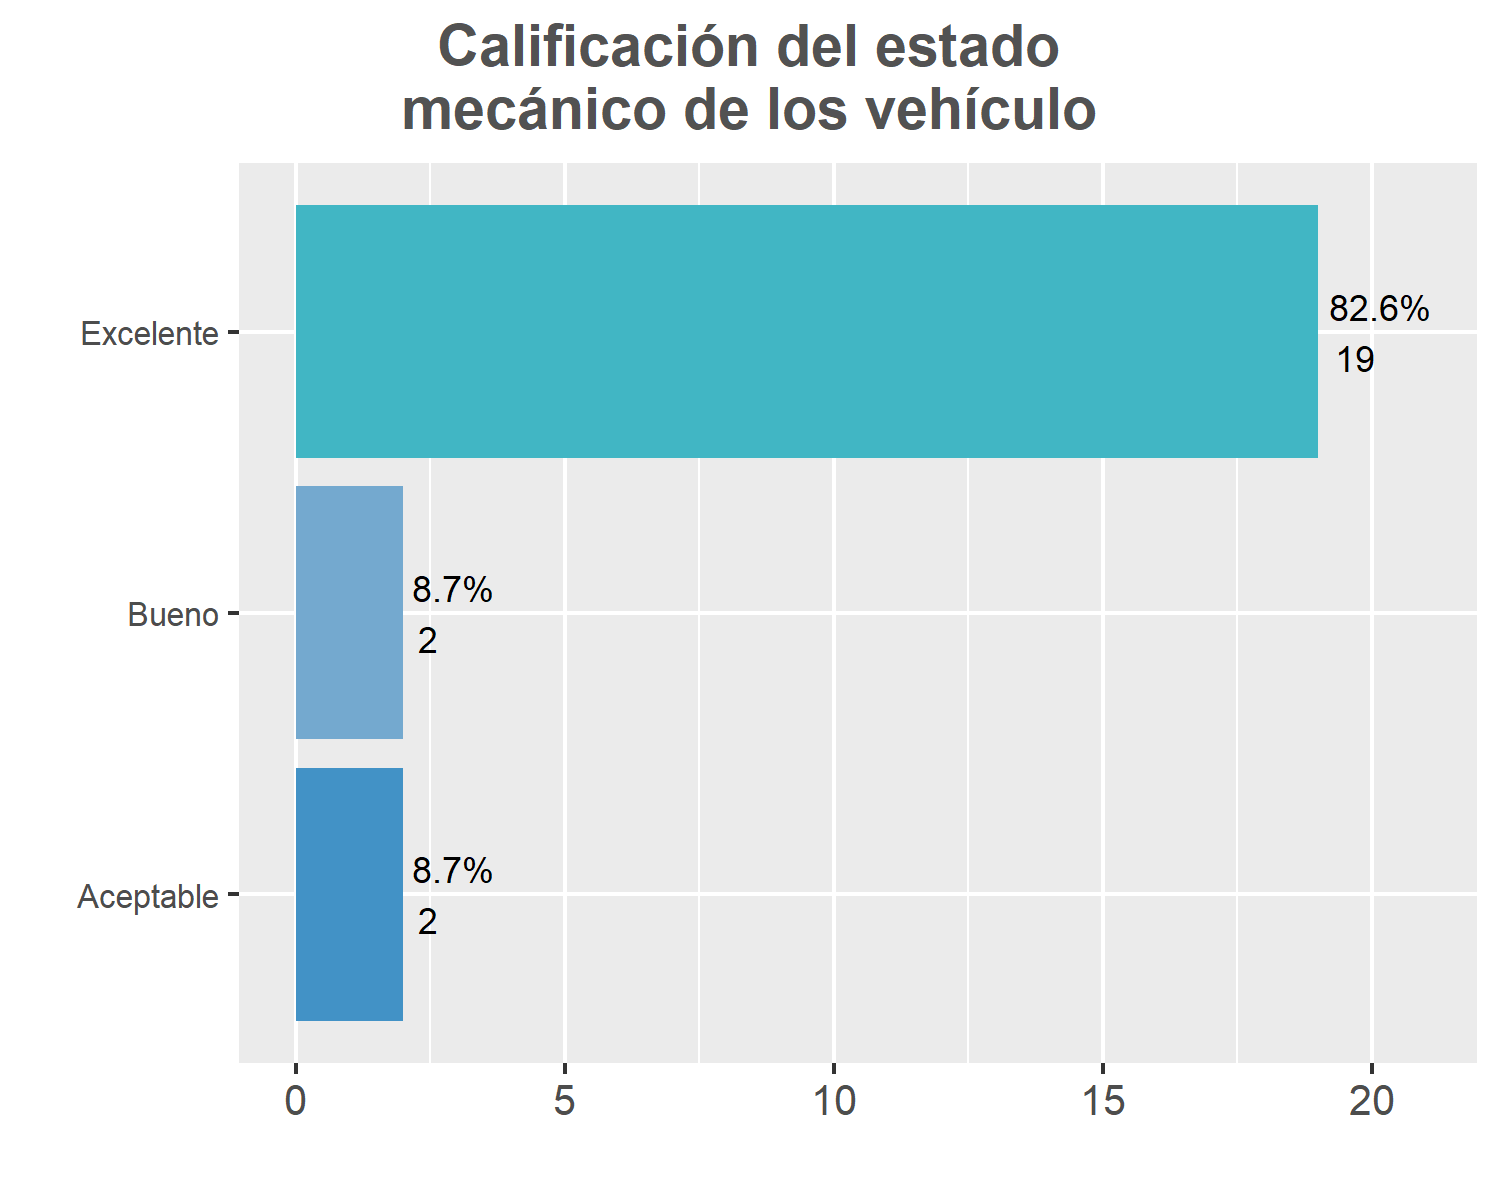 Calificación del estado
mecánico de los vehículo
Excelente
82.6%
19
Bueno
8.7%
2
Aceptable
8.7%
2
0 5 10 15 20